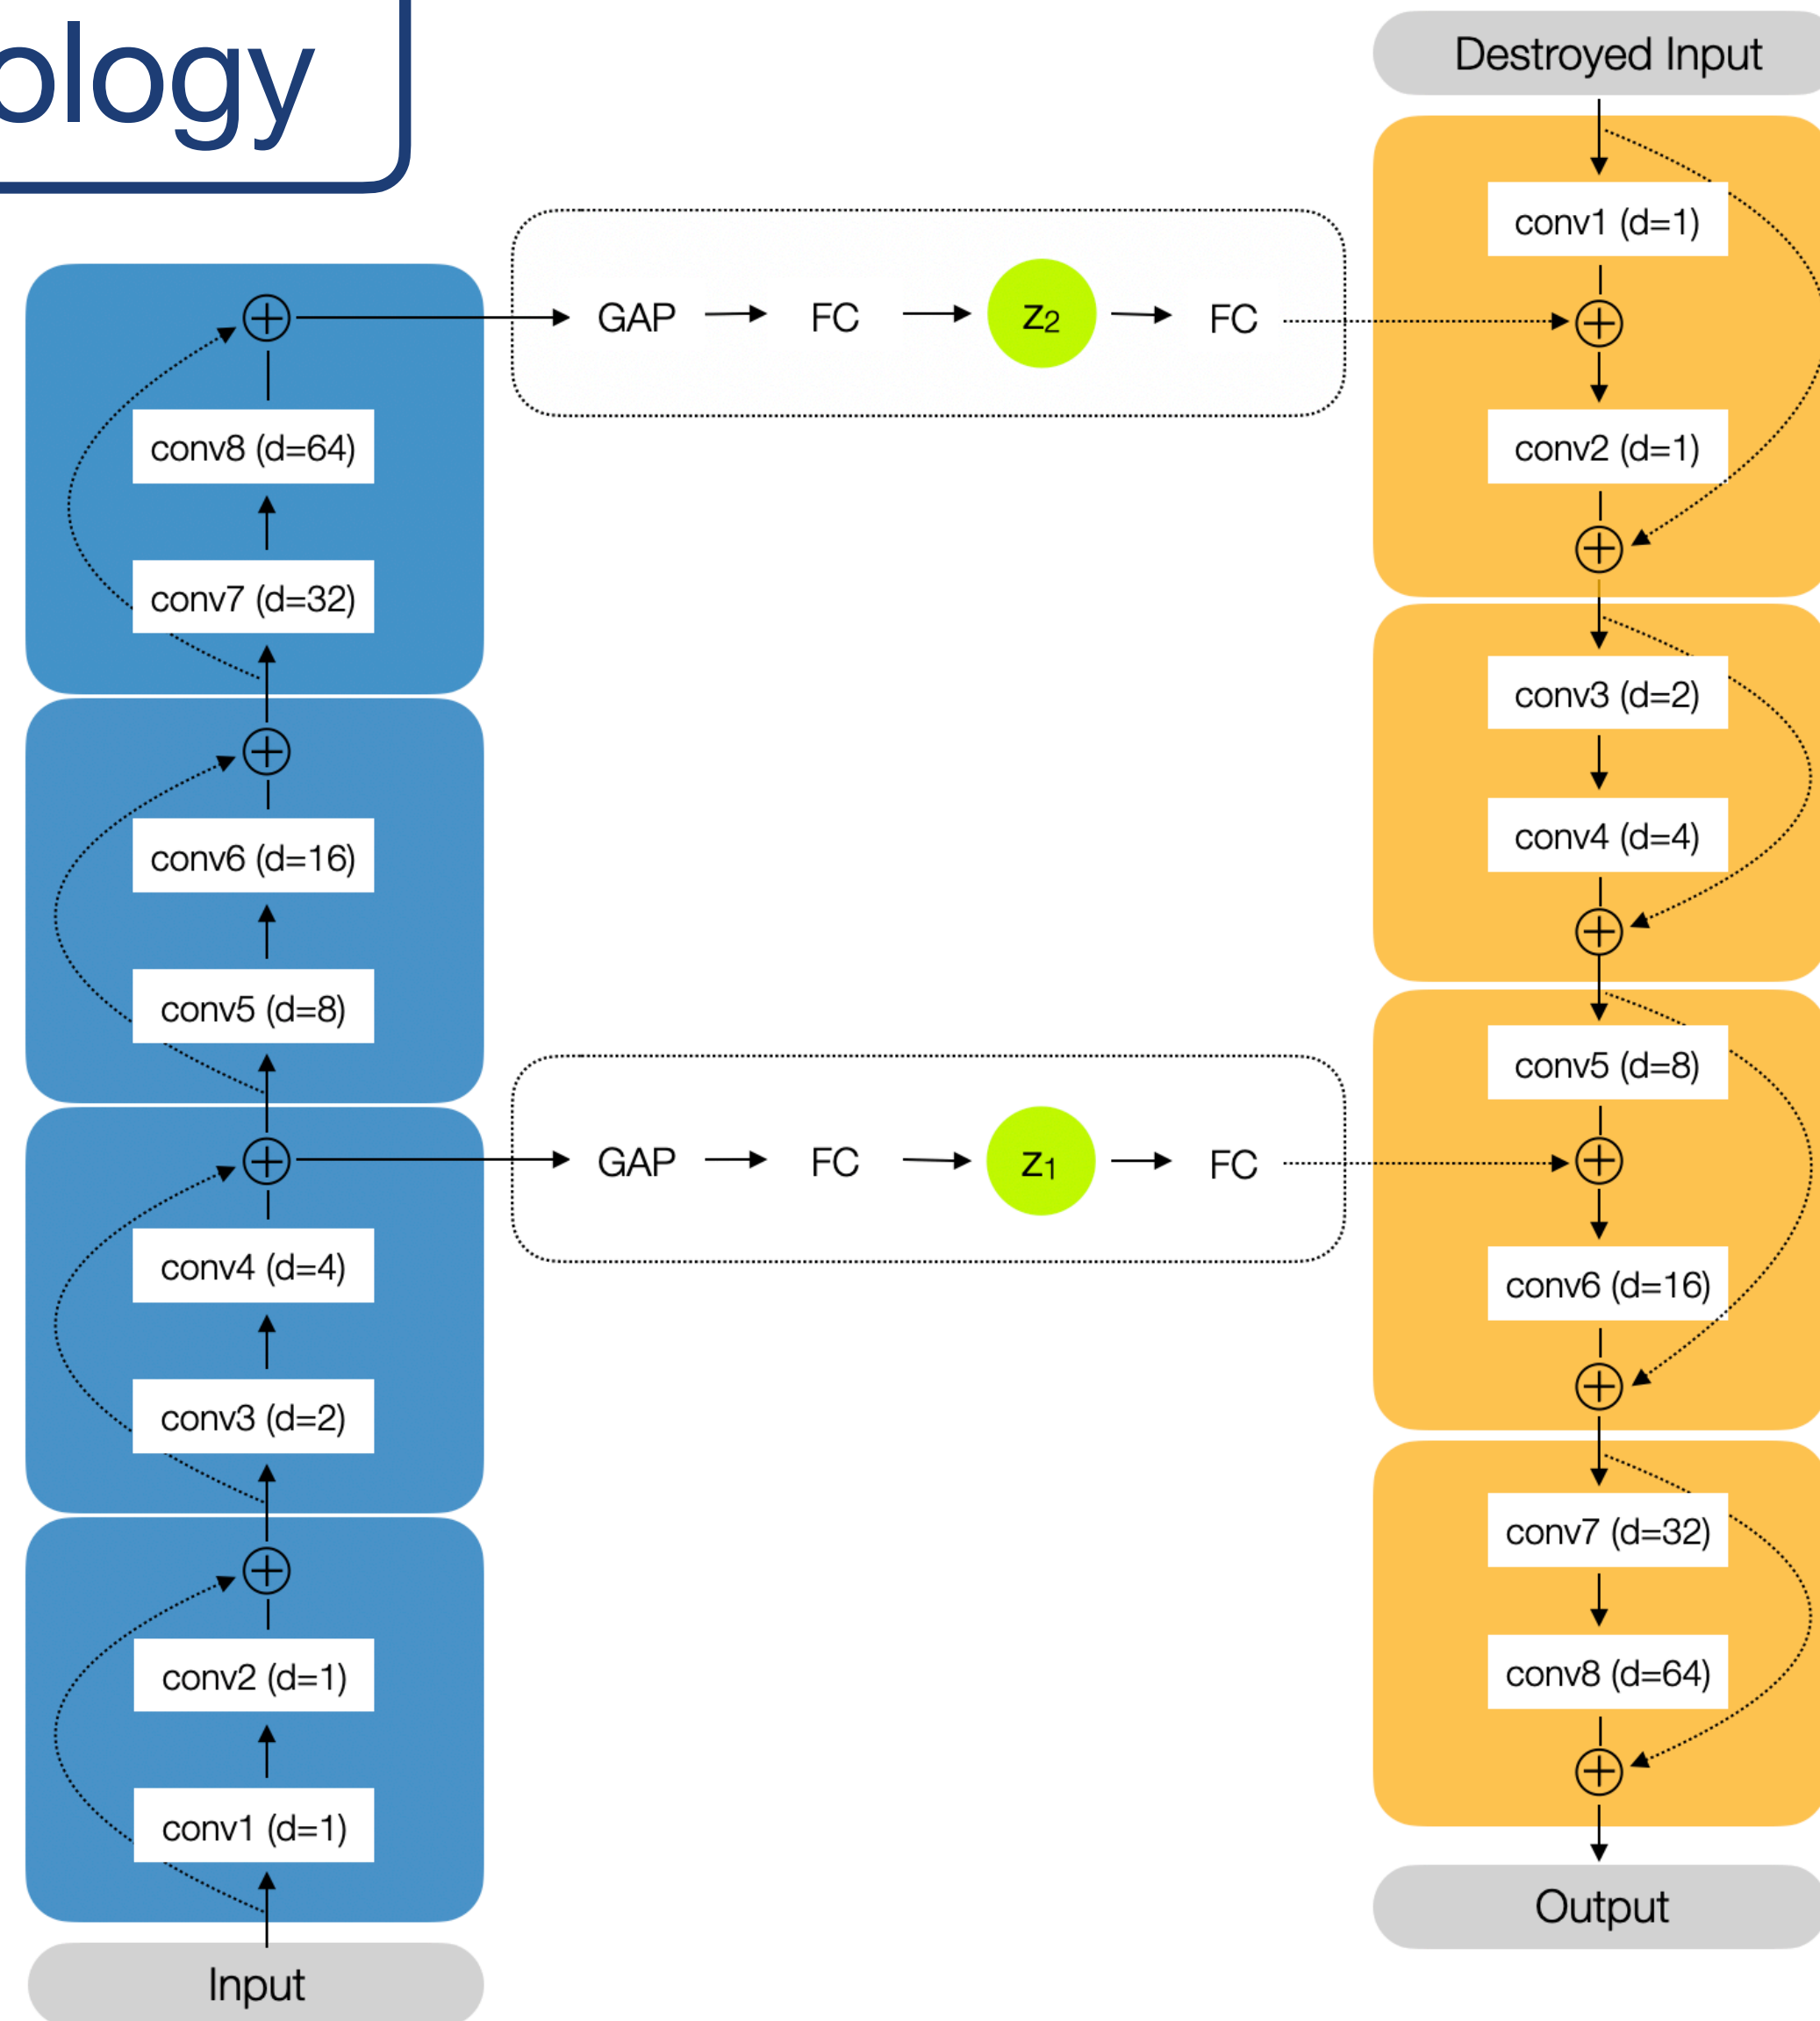 ology
conv8 (d=64)
conv7 (d=32)
conv6 (d=16)
conv5 (d=8)
conv4 (d=4)
conv3 (d=2)
conv2 (d=1)
conv1 (d=1)
Input
GAP FC z2 FC
GAP FC z1 FC
Destroyed Input
conv1 (d=1)
conv2 (d=1)
conv3 (d=2)
conv4 (d=4)
conv5 (d=8)
conv6 (d=16)
conv7 (d=32)
conv8 (d=64)
Output